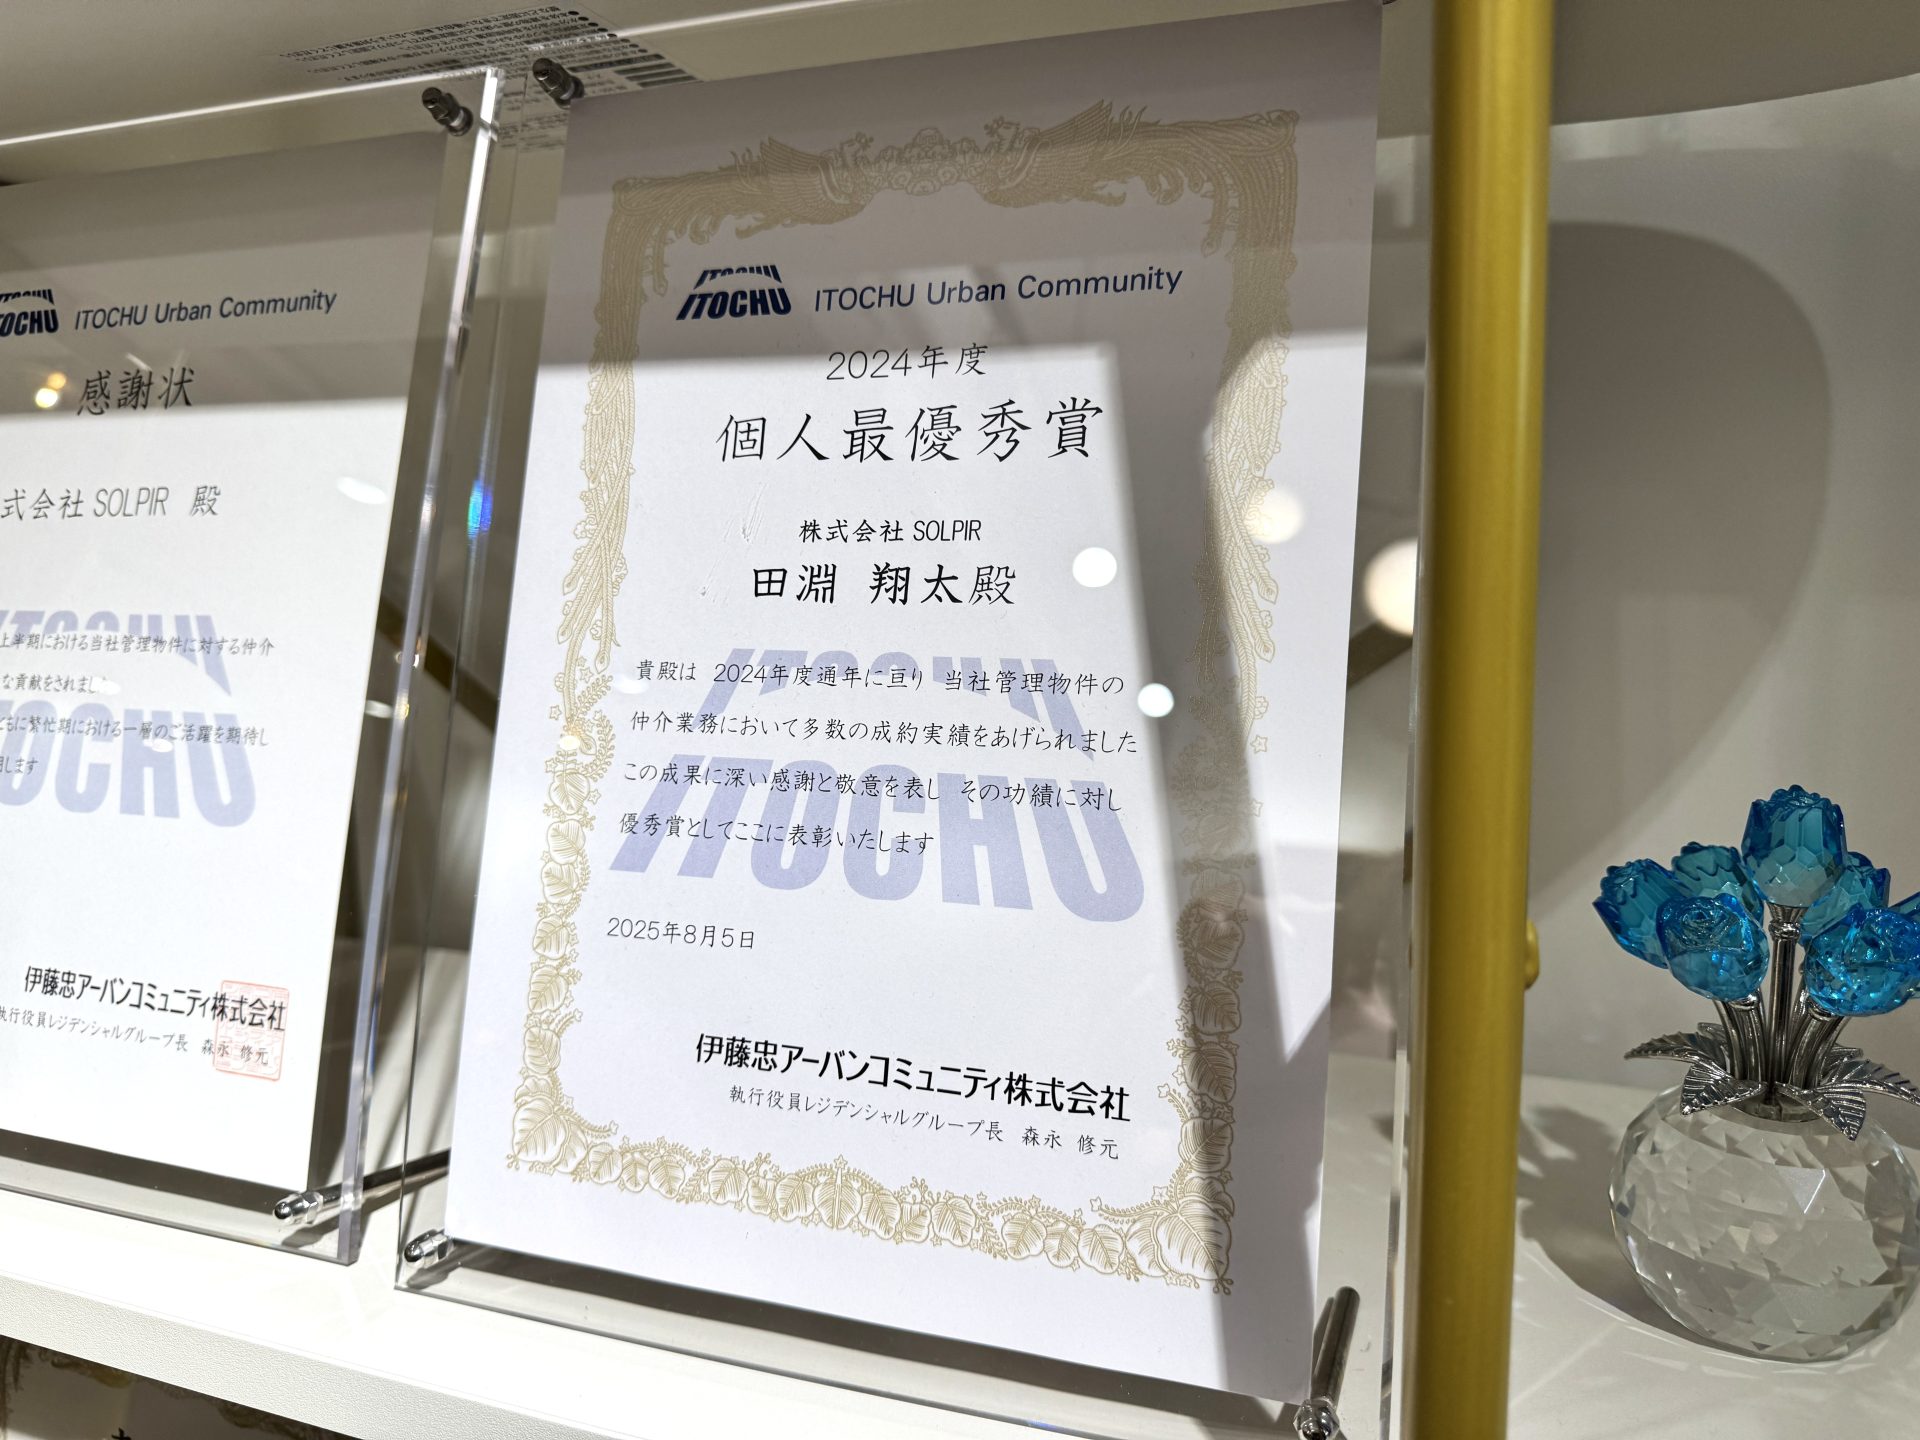 ITOCHU
ITOCHU Urban Community
感謝状
式会社 SOLPIR 殿
上半期における当社管理物件に対する仲介
な貢献をされました
もに繁忙期における一層のご活躍を期待し
します
ITOCHU
伊藤忠アーバンコミュニティ株式会社
執行役員レジデンシャルグループ長 森永 修元
ITOCHU
ITOCHU Urban Community
2024年度
個人最優秀賞
株式会社 SOLPIR
田淵 翔太殿
貴殿は 2024年度通年に亘り 当社管理物件の
仲介業務において多数の成約実績をあげられました
この成果に深い感謝と敬意を表し その功績に対し
優秀賞としてここに表彰いたします
ITOCHU
2025年8月5日
伊藤忠アーバンコミュニティ株式会社
執行役員レジデンシャルグループ長 森永 修元